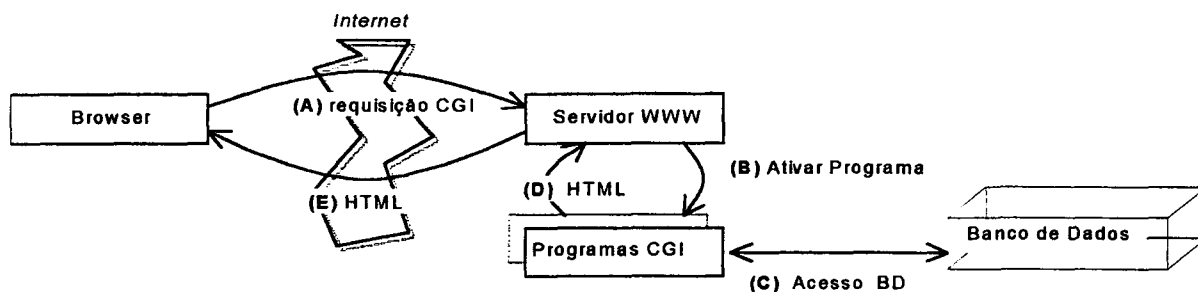 Internet
(A) requisição CGI
Browser
Servidor WWW
(B) Ativar Programa
(D) HTML
(E) HTML
Banco de Dados
Programas CGI
(C) Acesso BD